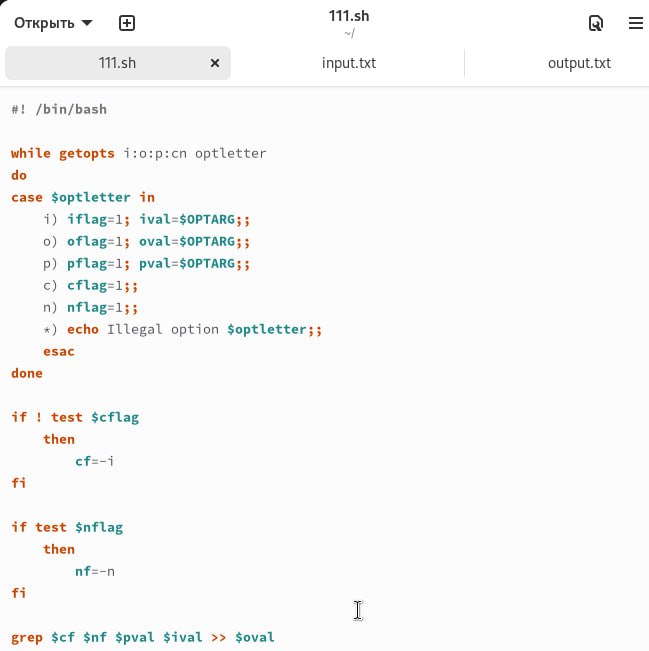 Открыть
111.sh
~/
111.sh
input.txt
output.txt
#! /bin/bash
while getopts i:o:p:cn optletter
do
case $optletter in
    i) iflag=1; ival=$OPTARG;;
    o) oflag=1; oval=$OPTARG;;
    p) pflag=1; pval=$OPTARG;;
    c) cflag=1;;
    n) nflag=1;;
    *) echo Illegal option $optletter;;
    esac
done
if ! test $cflag
    then
        cf=-i
fi
if test $nflag
    then
        nf=-n
fi
grep $cf $nf $pval $ival >> $oval